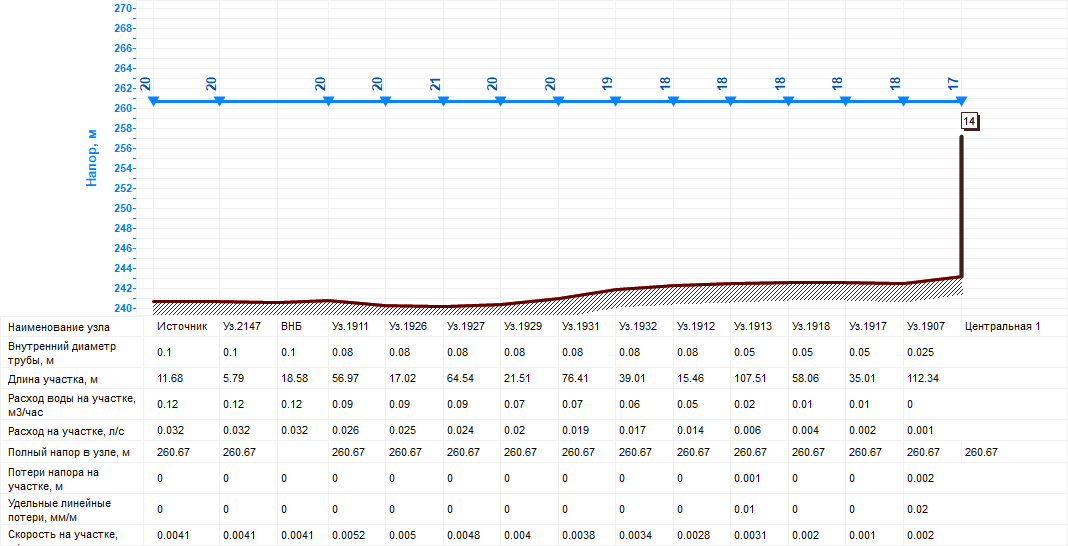 270
268
266
264
262
260
258
256
254
252
250
248
246
244
242
240
Напор, м
20 20 20 20 21 20 20 19 18 18 18 18 18 17
14
Наименование узла Источник Уз.2147 ВНБ Уз.1911 Уз.1926 Уз.1927 Уз.1929 Уз.1931 Уз.1932 Уз.1912 Уз.1913 Уз.1918 Уз.1917 Уз.1907 Центральная 1
Внутренний диаметр
трубы, м 0.1 0.1 0.1 0.08 0.08 0.08 0.08 0.08 0.08 0.08 0.05 0.05 0.05 0.025
Длина участка, м 11.68 5.79 18.58 56.97 17.02 64.54 21.51 76.41 39.01 15.46 107.51 58.06 35.01 112.34
Расход воды на участке,
м3/час 0.12 0.12 0.12 0.09 0.09 0.09 0.07 0.07 0.06 0.05 0.02 0.01 0.01 0
Расход на участке, л/с 0.032 0.032 0.032 0.026 0.025 0.024 0.02 0.019 0.017 0.014 0.006 0.004 0.002 0.001
Полный напор в узле, м 260.67 260.67 260.67 260.67 260.67 260.67 260.67 260.67 260.67 260.67 260.67 260.67 260.67 260.67
Потери напора на
участке, м 0 0 0 0 0 0 0 0 0 0.001 0 0 0.002
Удельные линейные
потери, мм/м 0 0 0 0 0 0 0 0 0 0.01 0 0 0.02
Скорость на участке, 0.0041 0.0041 0.0041 0.0052 0.005 0.0048 0.004 0.0038 0.0034 0.0028 0.0031 0.002 0.001 0.002